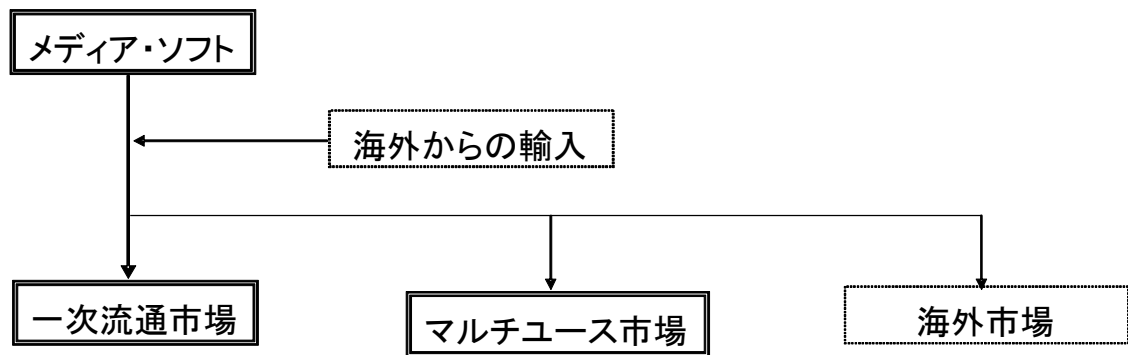 メディア・ソフト
海外からの輸入
一次流通市場
マルチユース市場
海外市場